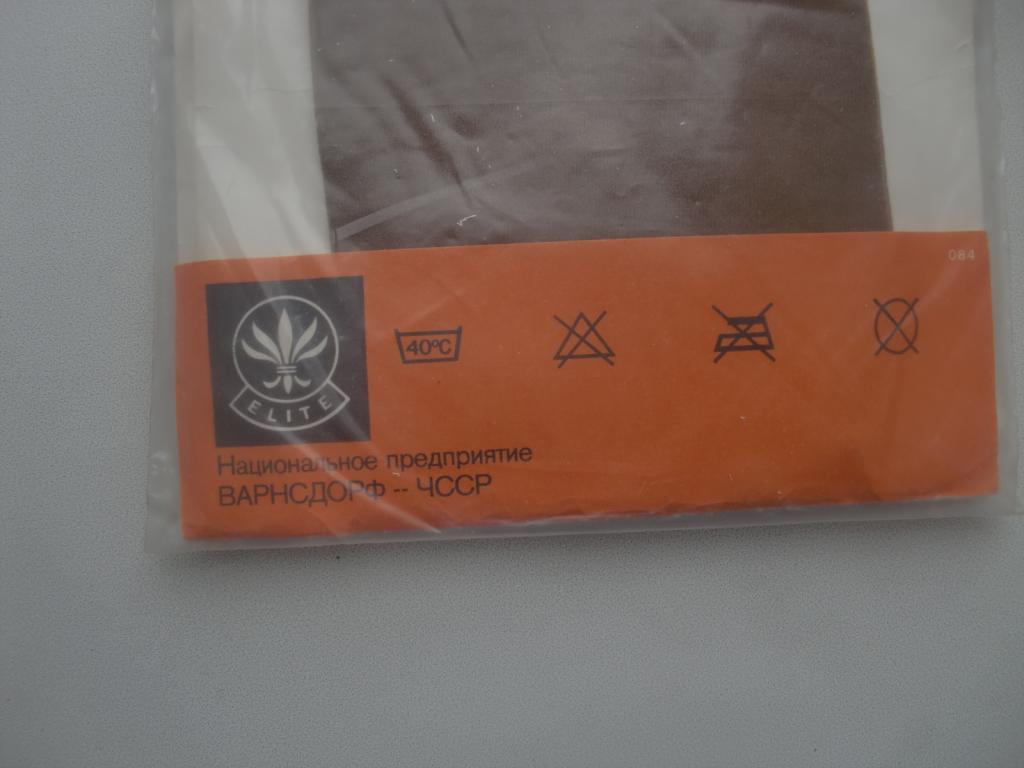 084
40°C
ELITE
Национальное предприятие
ВАРНСДОРФ -- ЧССР